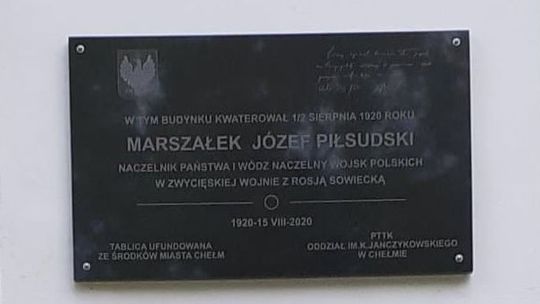 W TYM BUDYNKU KWATEROWAŁ 1/2 SIERPNIA 1920 ROKU
MARSZAŁEK JÓZEF PIŁSUDSKI
NACZELNIK PAŃSTWA I WÓDZ NACZELNY WOJSK POLSKICH
W ZWYCIĘSKIEJ WOJNIE Z ROSJĄ SOWIECKĄ
1920-15 VIII-2020
TABLICA UFUNDOWANA
ZE ŚRODKÓW MIASTA CHEŁM
PTTK
ODDZIAŁ IM.K.JANCZYKOWSKIEGO
W CHEŁMIE